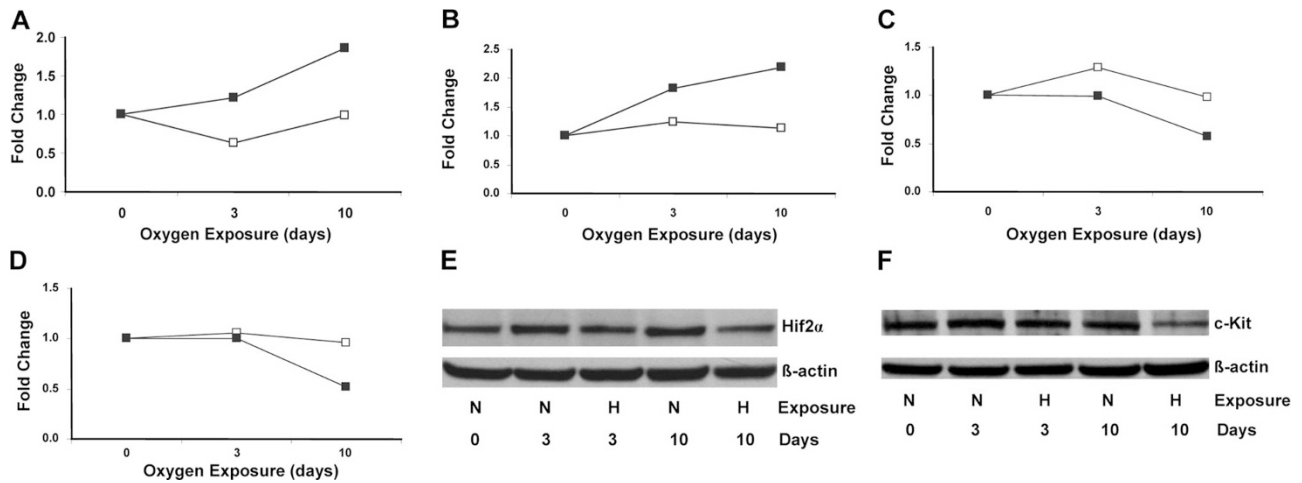 A
2.0
1.5
1.0
0.5
0.0
Fold Change
0 3 10
Oxygen Exposure (days)
B
2.5
2.0
1.5
1.0
0.5
0.0
Fold Change
0 3 10
Oxygen Exposure (days)
C
1.5
1.0
0.5
0.0
Fold Change
0 3 10
Oxygen Exposure (days)
D
1.5
1.0
0.5
0.0
Fold Change
0 3 10
Oxygen Exposure (days)
E
Hif2α
ß-actin
N N H N H Exposure
0 3 3 10 10 Days
F
c-Kit
ß-actin
N N H N H Exposure
0 3 3 10 10 Days